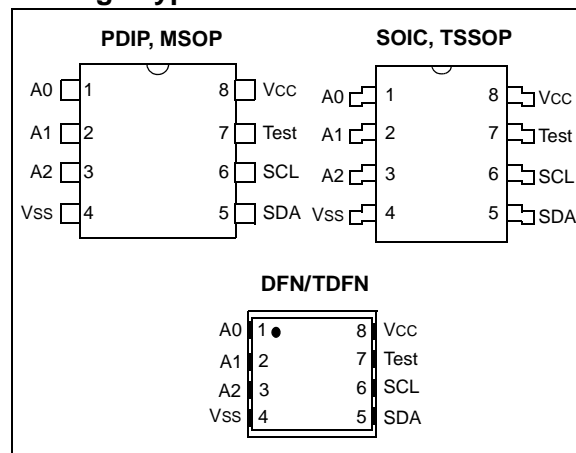 PDIP, MSOP
A0 1 8 VCC
A1 2 7 Test
A2 3 6 SCL
VSS 4 5 SDA
SOIC, TSSOP
A0 1 8 VCC
A1 2 7 Test
A2 3 6 SCL
VSS 4 5 SDA
DFN/TDFN
A0 1 8 VCC
A1 2 7 Test
A2 3 6 SCL
VSS 4 5 SDA